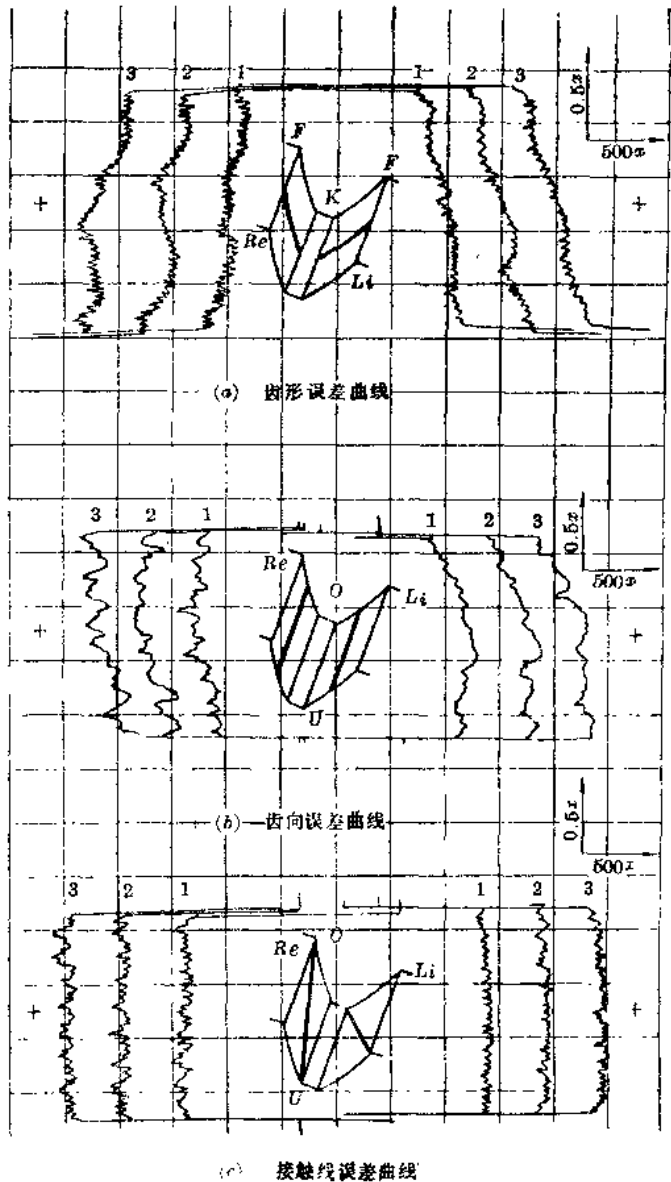 3 2 1 1 2 3
0.5x
500x
F
K F
Re
Li
(a) 齿形误差曲线
3 2 1 1 2 3
0.5x
500x
Re
O Li
U
(b) 齿向误差曲线
0.5x
500x
3 2 1 1 2 3
Re O
Li
U
(c) 接触线误差曲线